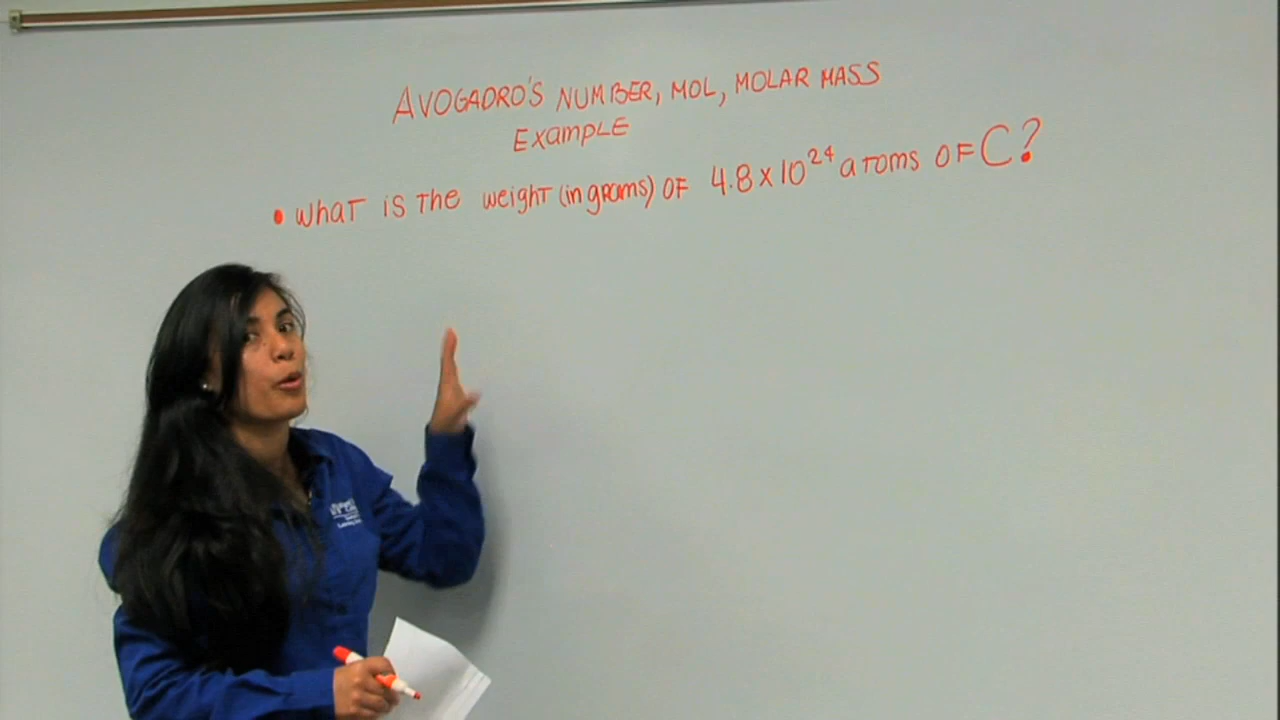 AVOGADRO'S NUMBER, MOL, MOLAR MASS
ExampLE
• What is The weighT (in grams) OF 4.8 x 10²⁴ aToms OF C?